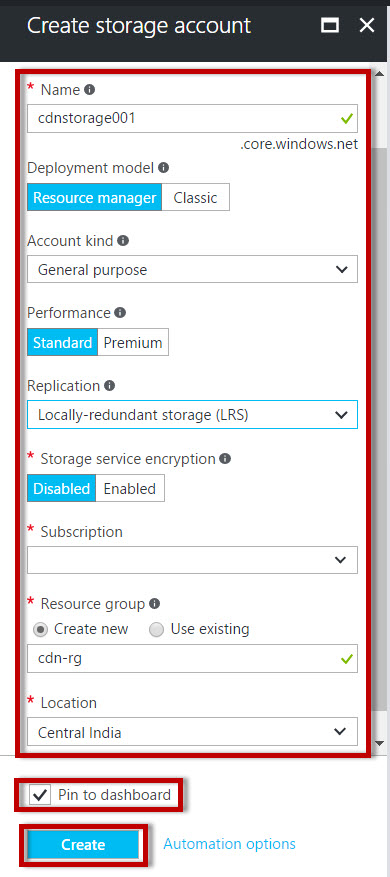 Create storage account
* Name
cdnstorage001
.core.windows.net
Deployment model
Resource manager Classic
Account kind
General purpose
Performance
Standard Premium
Replication
Locally-redundant storage (LRS)
* Storage service encryption
Disabled Enabled
* Subscription
* Resource group
Create new Use existing
cdn-rg
* Location
Central India
Pin to dashboard
Create Automation options